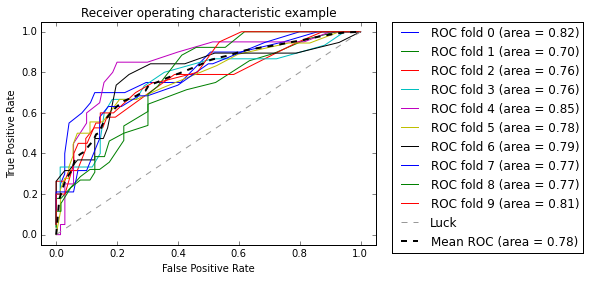 Receiver operating characteristic example
True Positive Rate
1.0
0.8
0.6
0.4
0.2
0.0
0.0 0.2 0.4 0.6 0.8 1.0
False Positive Rate
ROC fold 0 (area = 0.82)
ROC fold 1 (area = 0.70)
ROC fold 2 (area = 0.76)
ROC fold 3 (area = 0.76)
ROC fold 4 (area = 0.85)
ROC fold 5 (area = 0.78)
ROC fold 6 (area = 0.79)
ROC fold 7 (area = 0.77)
ROC fold 8 (area = 0.77)
ROC fold 9 (area = 0.81)
Luck
Mean ROC (area = 0.78)